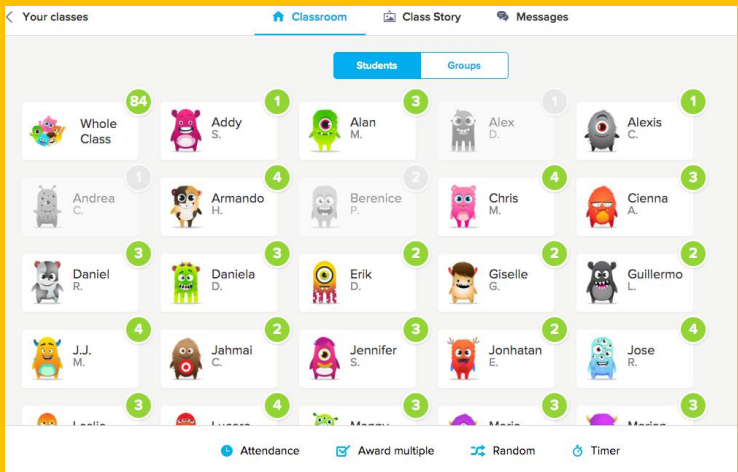 Your classes
Classroom
Class Story
Messages
Students
Groups
84
Whole
Class
1
Addy
S.
3
Alan
M.
1
Alex
D.
1
Alexis
C.
1
Andrea
C.
4
Armando
H.
2
Berenice
P.
4
Chris
M.
3
Cienna
A.
3
Daniel
R.
3
Daniela
D.
2
Erik
D.
2
Giselle
G.
2
Guillermo
L.
4
J.J.
M.
2
Jahmai
C.
3
Jennifer
S.
2
Jonhatan
E.
4
Jose
R.
3
4
3
3
3
Attendance
Award multiple
Random
Timer